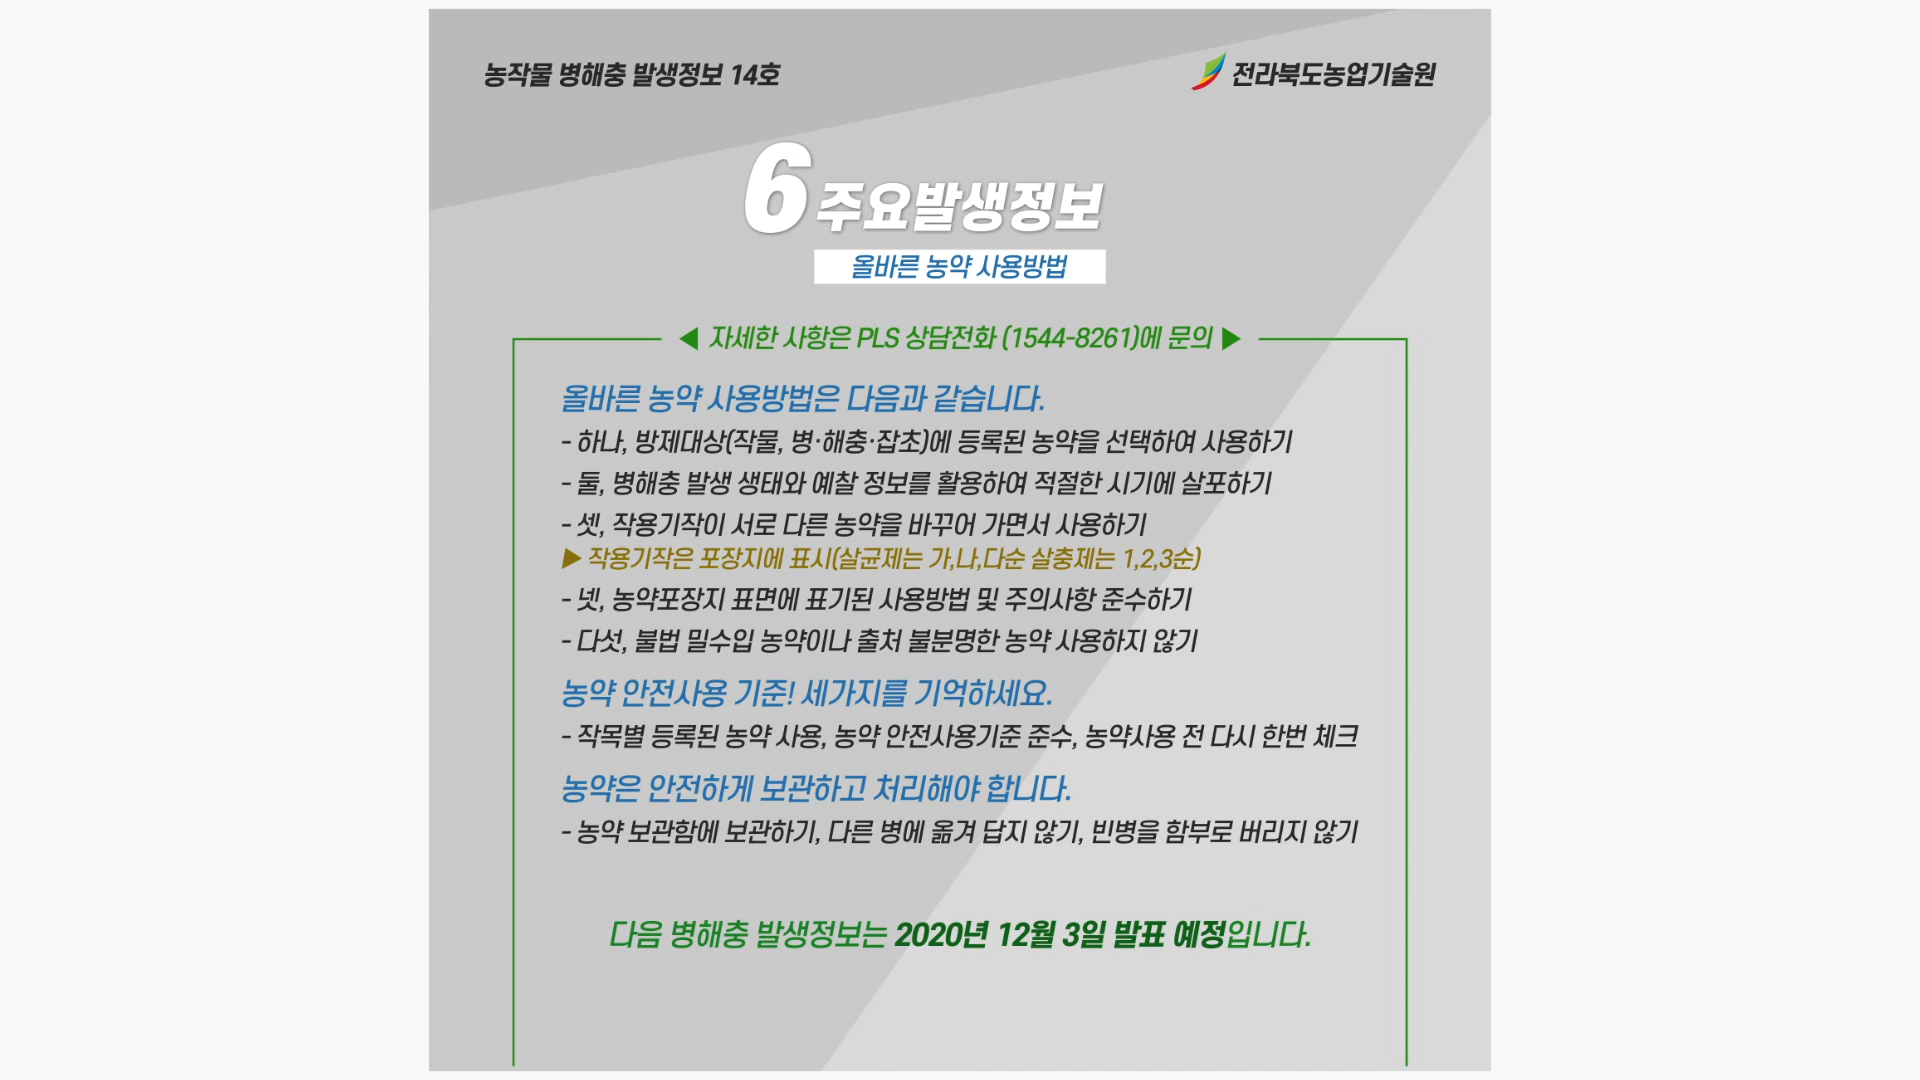 농작물 병해충 발생정보 14호
전라북도농업기술원
6 주요발생정보
올바른 농약 사용방법
◀ 자세한 사항은 PLS 상담전화 (1544-8261)에 문의 ▶
올바른 농약 사용방법은 다음과 같습니다.
- 하나, 방제대상(작물, 병·해충·잡초)에 등록된 농약을 선택하여 사용하기
- 둘, 병해충 발생 생태와 예찰 정보를 활용하여 적절한 시기에 살포하기
- 셋, 작용기작이 서로 다른 농약을 바꾸어 가면서 사용하기
▶ 작용기작은 포장지에 표시(살균제는 가,나,다순 살충제는 1,2,3순)
- 넷, 농약포장지 표면에 표기된 사용방법 및 주의사항 준수하기
- 다섯, 불법 밀수입 농약이나 출처 불분명한 농약 사용하지 않기
농약 안전사용 기준! 세가지를 기억하세요.
- 작목별 등록된 농약 사용, 농약 안전사용기준 준수, 농약사용 전 다시 한번 체크
농약은 안전하게 보관하고 처리해야 합니다.
- 농약 보관함에 보관하기, 다른 병에 옮겨 답지 않기, 빈병을 함부로 버리지 않기
다음 병해충 발생정보는 2020년 12월 3일 발표 예정입니다.